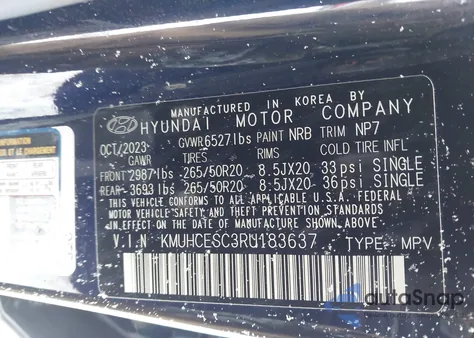 MANUFACTURED IN KOREA BY
HYUNDAI MOTOR COMPANY
OCT/2023 GVWR 6527lbs PAINT NRB TRIM NP7
GAWR TIRES RIMS COLD TIRE INFL
FRONT 2987lbs 265/50R20 8.5JX20 33psi SINGLE
REAR 3693lbs 265/50R20 8.5JX20 36psi SINGLE
THIS VEHICLE CONFORMS TO ALL APPLICABLE U.S. FEDERAL
MOTOR VEHICLE SAFETY, BUMPER, AND THEFT PREVENTION STANDARDS
IN EFFECT ON THE DATE OF MANUFACTURE SHOWN ABOVE.
V.I.N KMUHCESC3RU183637 TYPE: MPV
autoSnap